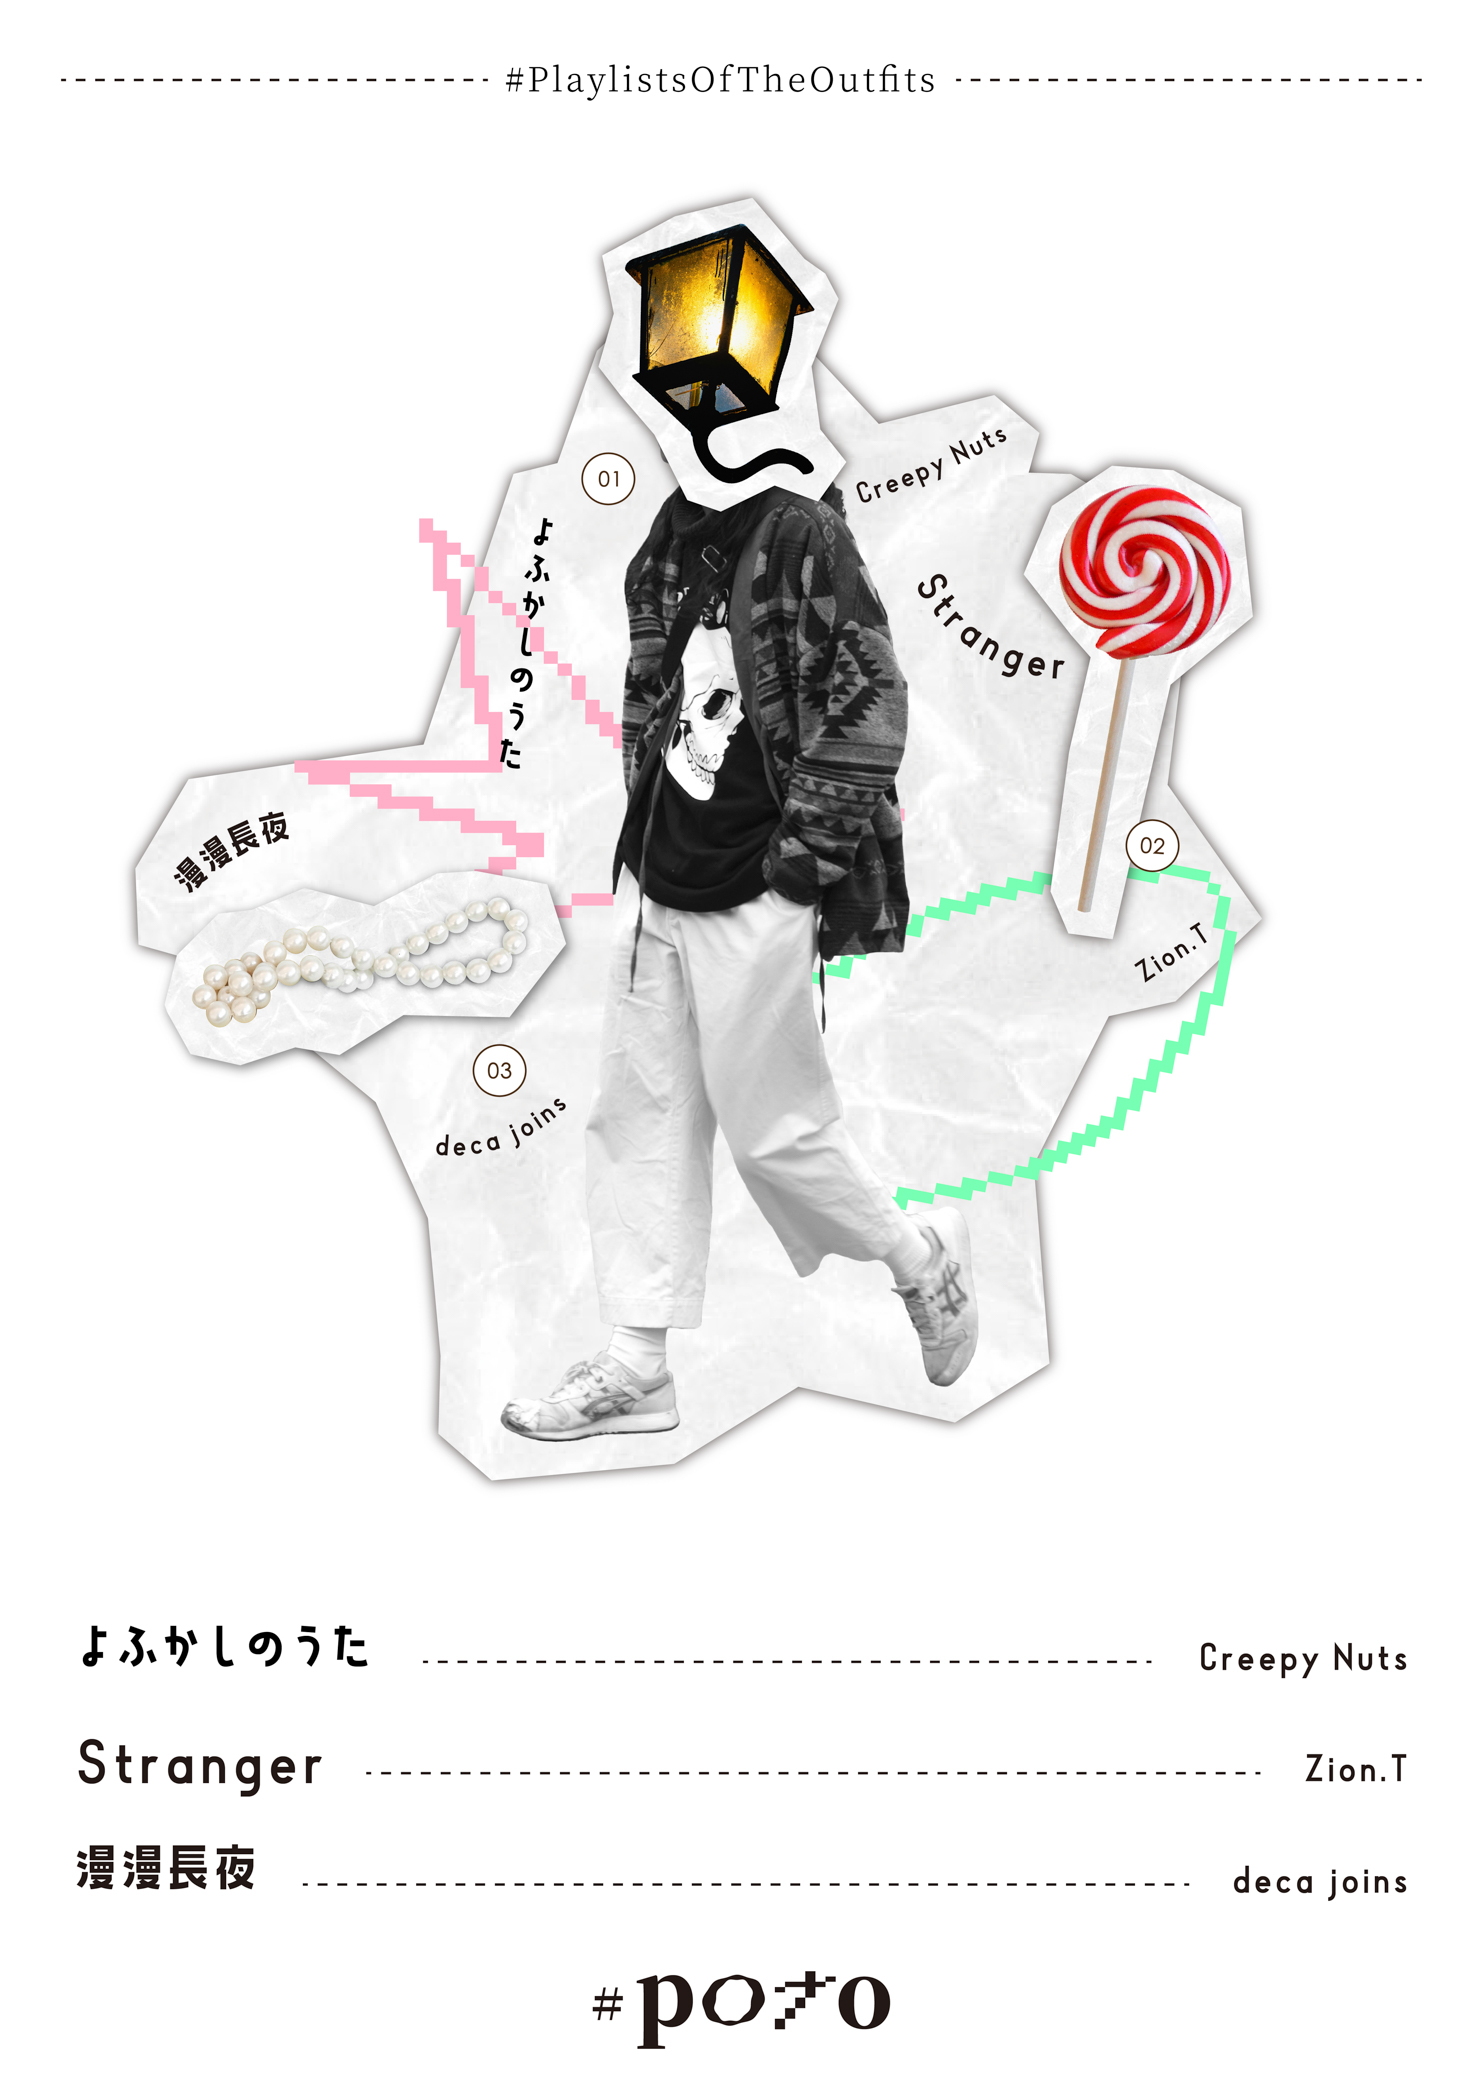 #PlaylistsOfTheOutfits
01
よふかしのうた
Creepy Nuts
Stranger
02
Zion.T
漫漫長夜
03
deca joins
よふかしのうた Creepy Nuts
Stranger Zion.T
漫漫長夜 deca joins
#poto